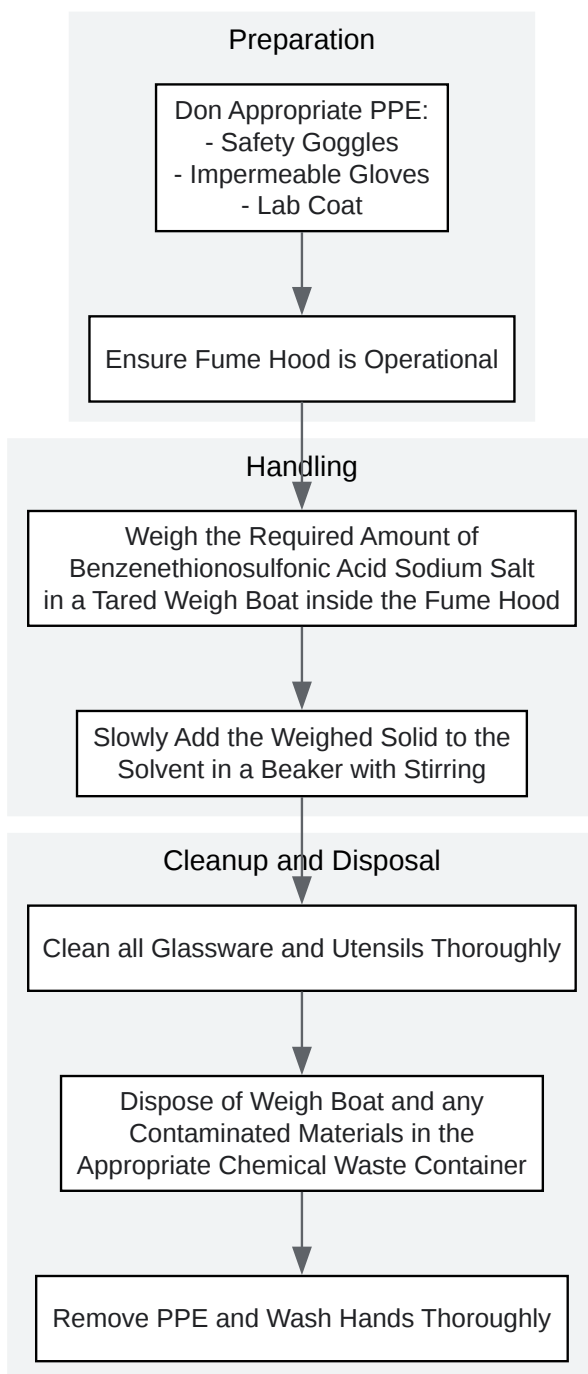 Preparation
Don Appropriate PPE:
- Safety Goggles
- Impermeable Gloves
- Lab Coat
Ensure Fume Hood is Operational
Handling
Weigh the Required Amount of
Benzenethionosulfonic Acid Sodium Salt
in a Tared Weigh Boat inside the Fume Hood
Slowly Add the Weighed Solid to the
Solvent in a Beaker with Stirring
Cleanup and Disposal
Clean all Glassware and Utensils Thoroughly
Dispose of Weigh Boat and any
Contaminated Materials in the
Appropriate Chemical Waste Container
Remove PPE and Wash Hands Thoroughly